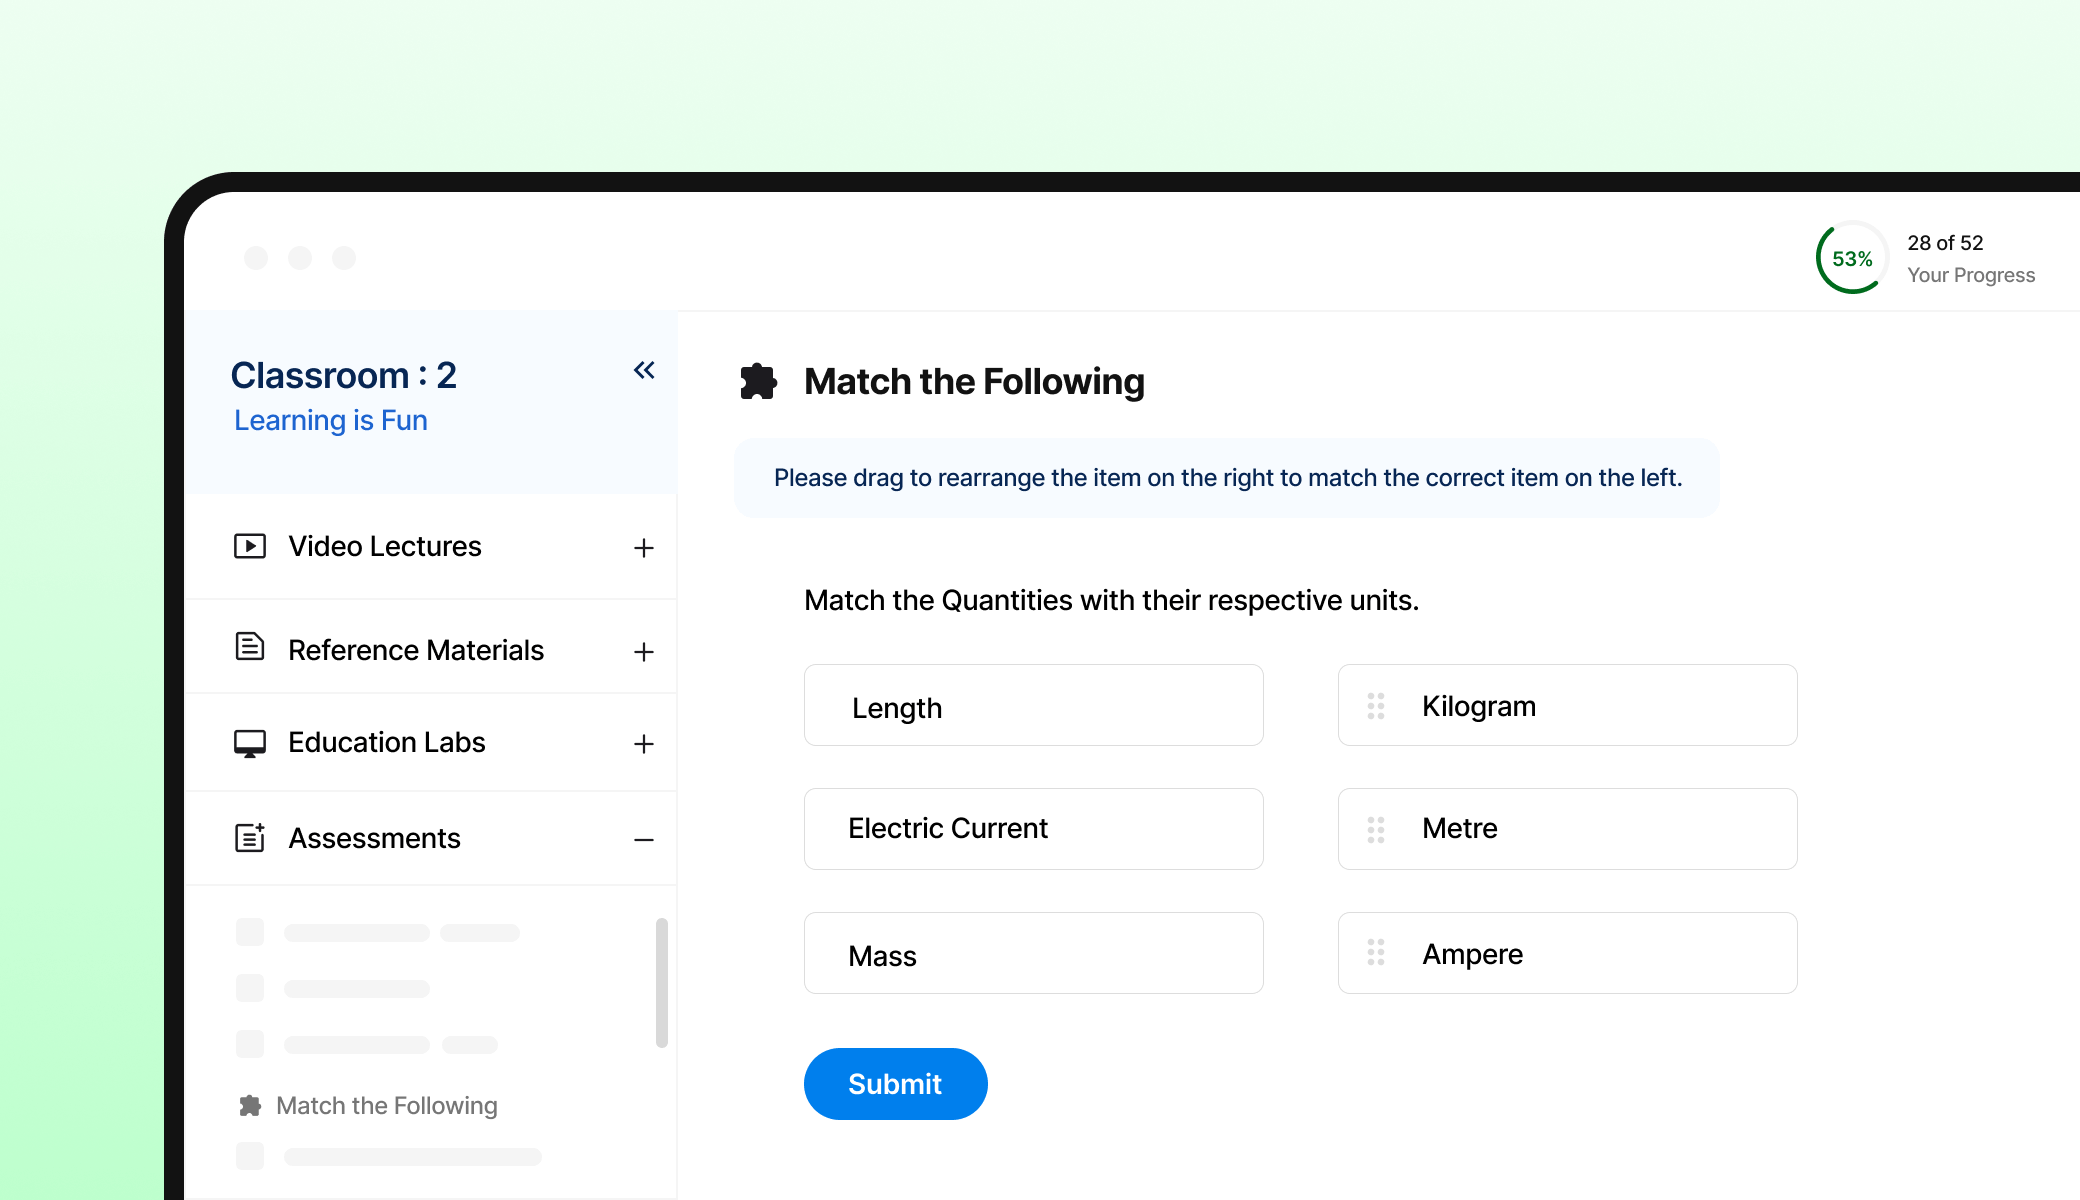 53%
28 of 52
Your Progress
Classroom : 2
Learning is Fun
Video Lectures
Reference Materials
Education Labs
Assessments
Match the Following
Match the Following
Please drag to rearrange the item on the right to match the correct item on the left.
Match the Quantities with their respective units.
Length
Kilogram
Electric Current
Metre
Mass
Ampere
Submit